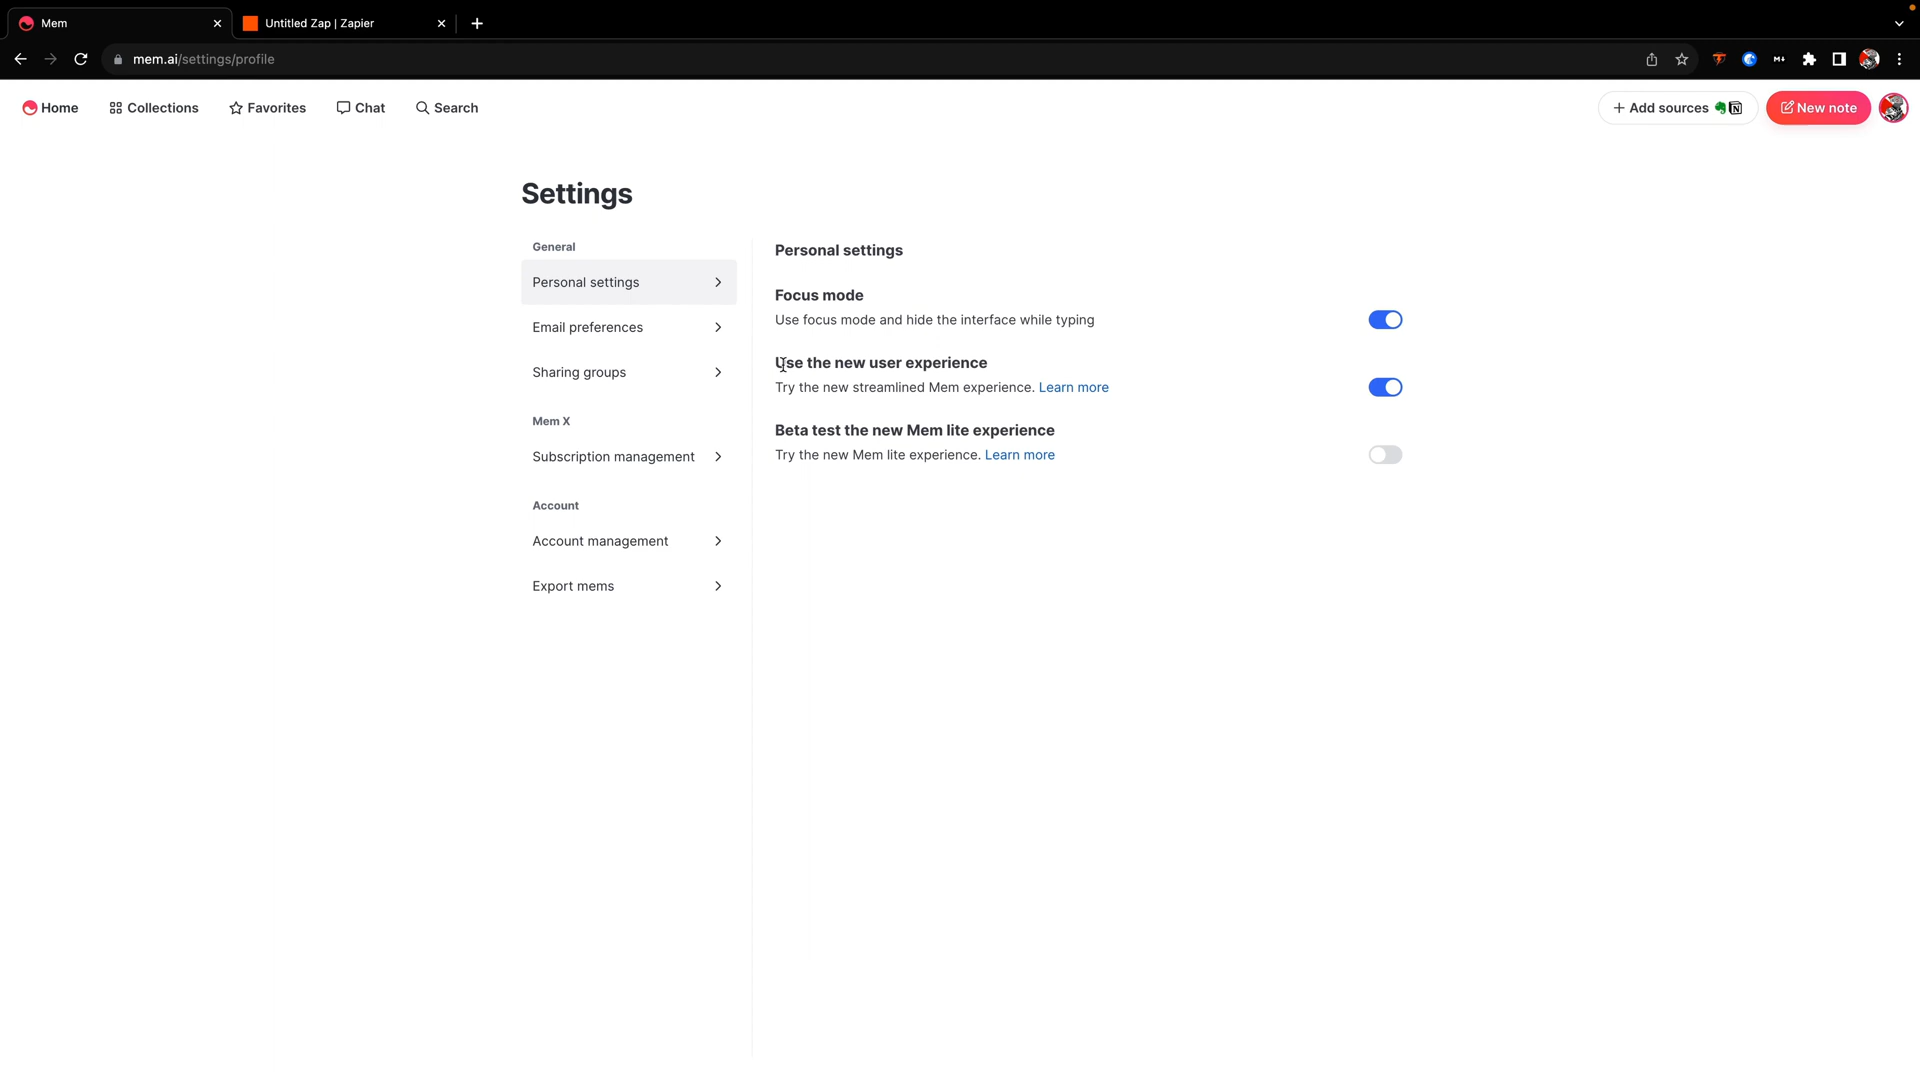 Mem
Untitled Zap | Zapier
mem.ai/settings/profile
M+
Home
Collections
Favorites
Chat
Search
Add sources
New note
Settings
General
Personal settings
Email preferences
Sharing groups
Mem X
Subscription management
Account
Account management
Export mems
Personal settings
Focus mode
Use focus mode and hide the interface while typing
Use the new user experience
Try the new streamlined Mem experience. Learn more
Beta test the new Mem lite experience
Try the new Mem lite experience. Learn more